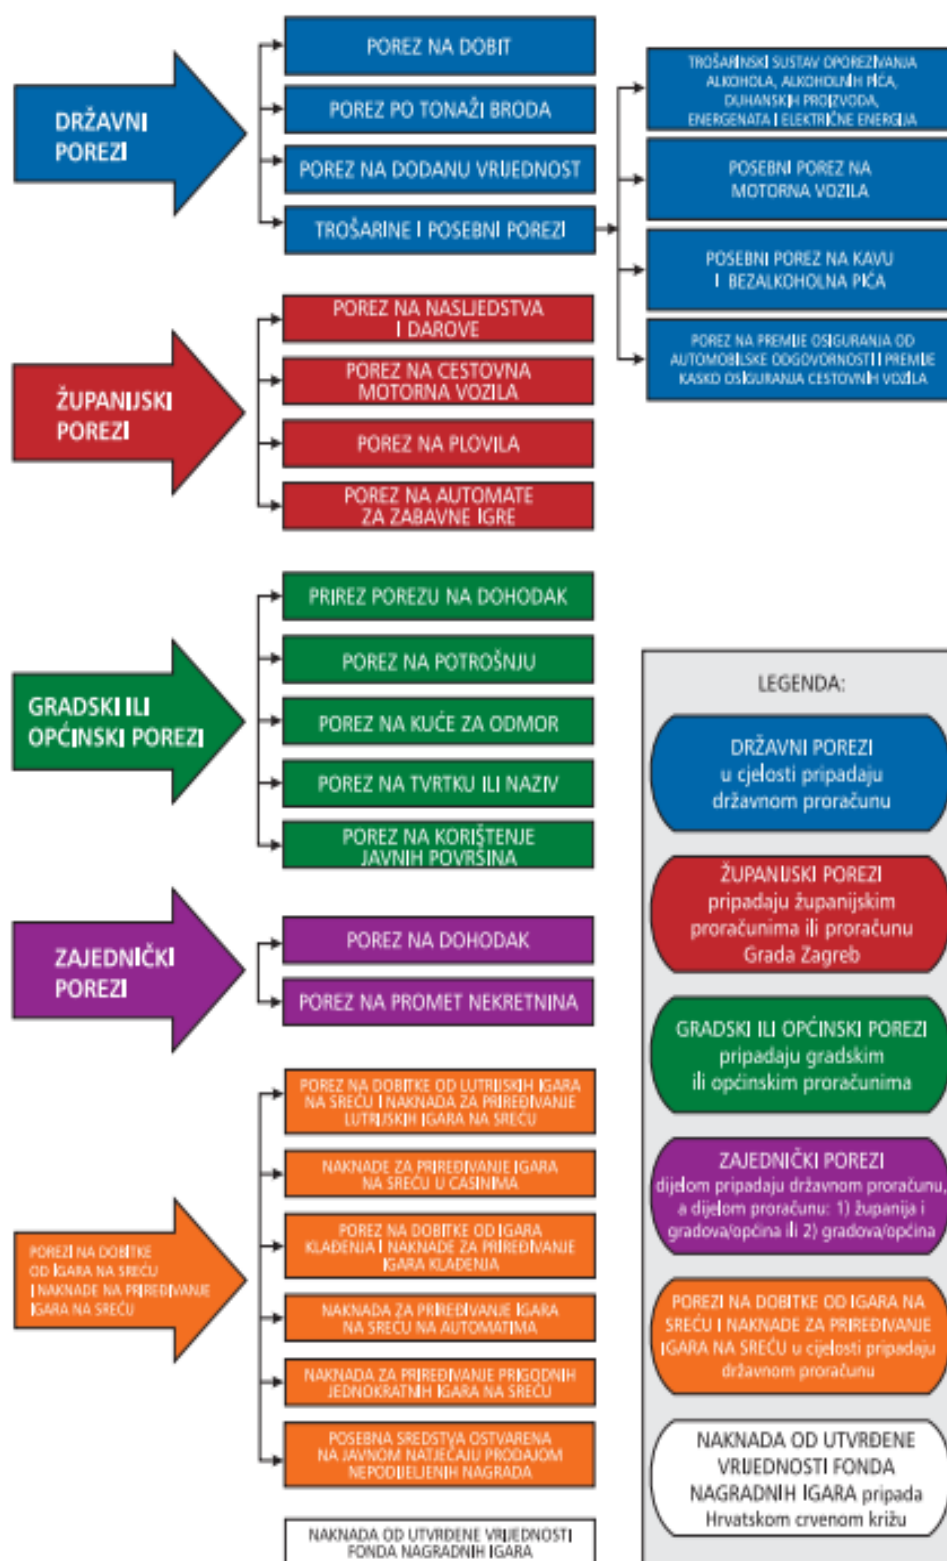 DRŽAVNI
POREZI
POREZ NA DOBIT
POREZ PO TONAŽI BRODA
POREZ NA DODANU VRIJEDNOST
TROŠARINE I POSEBNI POREZI
TROŠARINSKI SUSTAV OPOREZIVANJA
ALKOHOLA, ALKOHOLNIH PIĆA,
DUHANSKIH PROIZVODA,
ENERGENATA I ELEKTRIČNE ENERGIJA
POSEBNI POREZ NA
MOTORNA VOZILA
POSEBNI POREZ NA KAVU
I BEZALKOHOLNA PIĆA
POREZ NA PREMIJE OSIGURANJA OD
AUTOMOBILSKE ODGOVORNOSTI I PREMIJE
KASKO OSIGURANJA CESTOVNIH VOZILA
ŽUPANIJSKI
POREZI
POREZ NA NASLJEDSTVA
I DAROVE
POREZ NA CESTOVNA
MOTORNA VOZILA
POREZ NA PLOVILA
POREZ NA AUTOMATE
ZA ZABAVNE IGRE
GRADSKI ILI
OPĆINSKI POREZI
PRIREZ POREZU NA DOHODAK
POREZ NA POTROŠNJU
POREZ NA KUĆE ZA ODMOR
POREZ NA TVRTKU ILI NAZIV
POREZ NA KORIŠTENJE
JAVNIH POVRŠINA
ZAJEDNIČKI
POREZI
POREZ NA DOHODAK
POREZ NA PROMET NEKRETNINA
POREZI NA DOBITKE
OD IGARA NA SREĆU
I NAKNADE NA PRIREĐIVANJE
IGARA NA SREĆU
POREZ NA DOBITKE OD LUTRIJSKIH IGARA
NA SREĆU I NAKNADA ZA PRIREĐIVANJE
LUTRIJSKIH IGARA NA SREĆU
NAKNADE ZA PRIREĐIVANJE IGARA
NA SREĆU U CASINIMA
POREZ NA DOBITKE OD IGARA
KLAĐENJA I NAKNADE ZA PRIREĐIVANJE
IGARA KLAĐENJA
NAKNADA ZA PRIREĐIVANJE IGARA
NA SREĆU NA AUTOMATIMA
NAKNADA ZA PRIREĐIVANJE PRIGODNIH
JEDNOKRATNIH IGARA NA SREĆU
POSEBNA SREDSTVA OSTVARENA
NA JAVNOM NATJEČAJU PRODAJOM
NEPODIJELJENIH NAGRADA
NAKNADA OD UTVRĐENE VRIJEDNOSTI
FONDA NAGRADNIH IGARA
LEGENDA:
DRŽAVNI POREZI
u cjelosti pripadaju
državnom proračunu
ŽUPANIJSKI POREZI
pripadaju županijskim
proračunima ili proračunu
Grada Zagreb
GRADSKI ILI OPĆINSKI POREZI
pripadaju gradskim
ili općinskim proračunima
ZAJEDNIČKI POREZI
dijelom pripadaju državnom proračunu,
a dijelom proračunu: 1) županija i
gradova/općina ili 2) gradova/općina
POREZI NA DOBITKE OD IGARA NA
SREĆU I NAKNADE ZA PRIREĐIVANJE
IGARA NA SREĆU u cijelosti pripadaju
državnom proračunu
NAKNADA OD UTVRĐENE
VRIJEDNOSTI FONDA
NAGRADNIH IGARA pripada
Hrvatskom crvenom križu